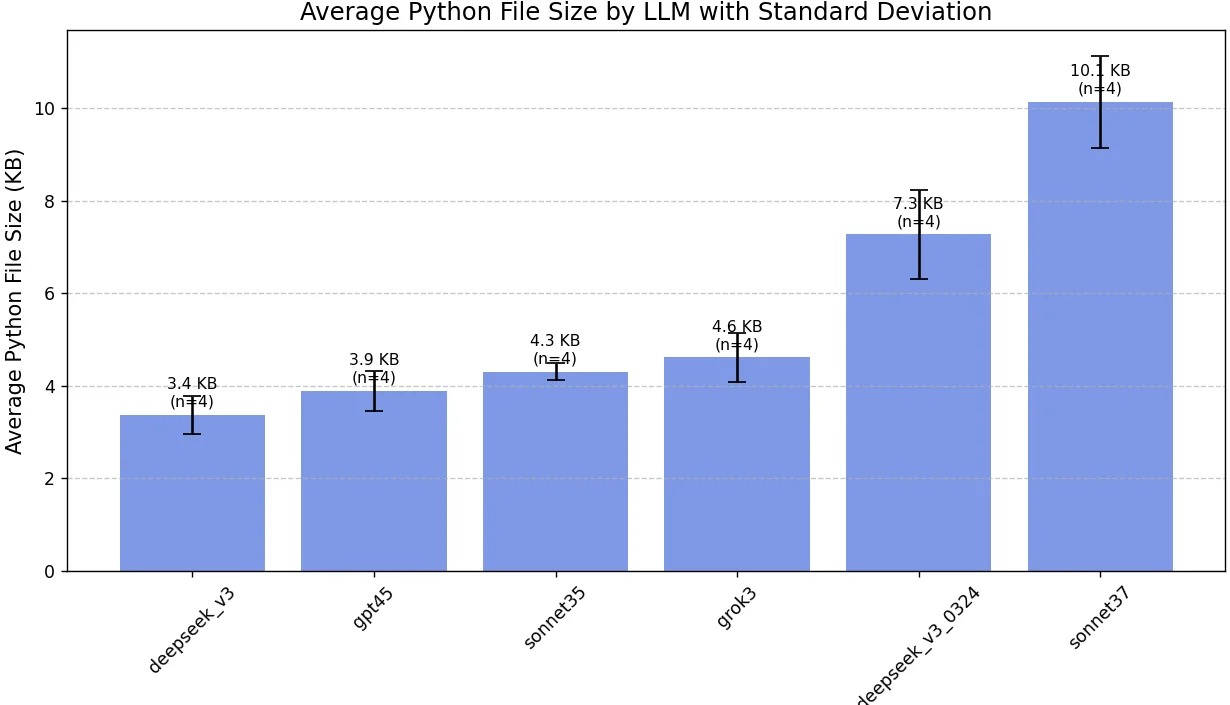 Average Python File Size by LLM with Standard Deviation
Average Python File Size (KB)
10
8
6
4
2
0
3.4 KB
(n=4)
3.9 KB
(n=4)
4.3 KB
(n=4)
4.6 KB
(n=4)
7.3 KB
(n=4)
10.1 KB
(n=4)
deepseek_v3
gpt45
sonnet35
grok3
deepseek_v3_0324
sonnet37